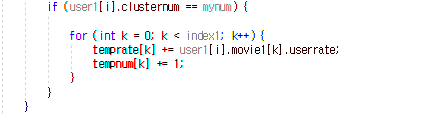 if (user1[i].clusternum == mynum) {
for (int k = 0; k < index1; k++) {
temprate[k] += user1[i].movie1[k].userrate;
tempnum[k] += 1;
}
}
}